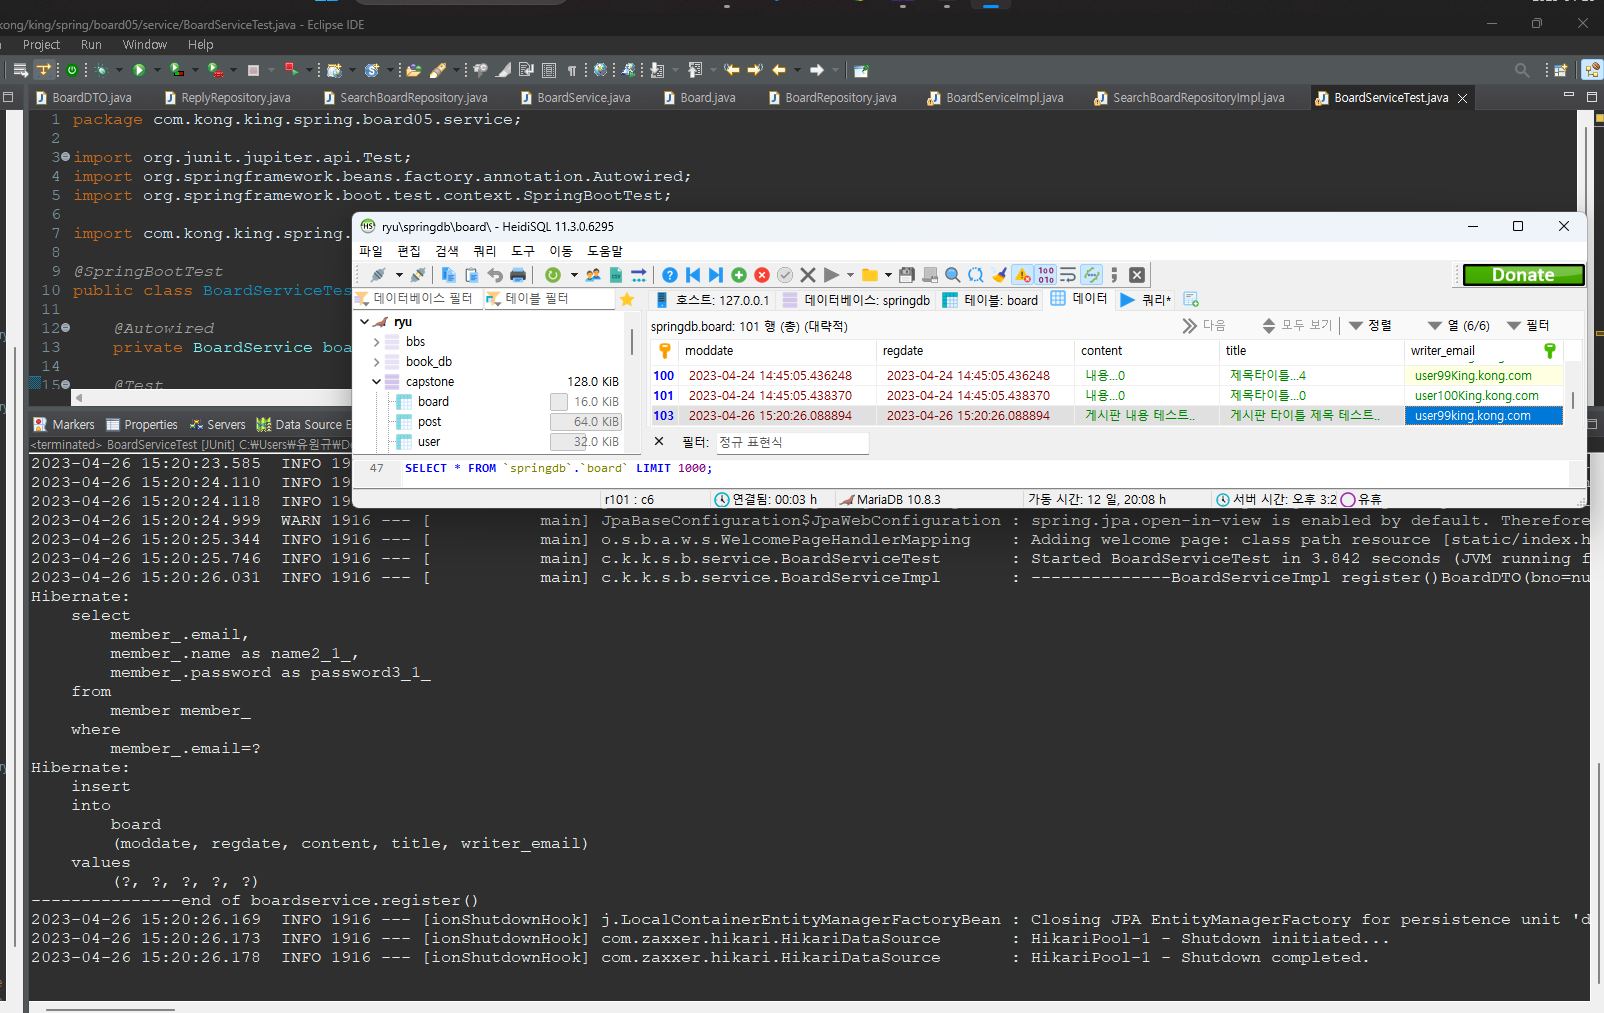 kong/king/spring/board05/service/BoardServiceTest.java - Eclipse IDE
Project Run Window Help
BoardDTO.java ReplyRepository.java SearchBoardRepository.java BoardService.java Board.java BoardRepository.java BoardServiceImpl.java SearchBoardRepositoryImpl.java BoardServiceTest.java
1 package com.kong.king.spring.board05.service;
2
3 import org.junit.jupiter.api.Test;
4 import org.springframework.beans.factory.annotation.Autowired;
5 import org.springframework.boot.test.context.SpringBootTest;
6
7 import com.kong.king.spring.
8
9 @SpringBootTest
10 public class BoardServiceTes
11
12 @Autowired
13 private BoardService boa
14
15 @Test
ryu\springdb\board\ - HeidiSQL 11.3.0.6295
파일 편집 검색 쿼리 도구 이동 도움말
Donate
데이터베이스 필터 테이블 필터
호스트: 127.0.0.1 데이터베이스: springdb 테이블: board 데이터 쿼리*
ryu
bbs
book_db
capstone 128.0 KiB
board 16.0 KiB
post 64.0 KiB
user 32.0 KiB
springdb.board: 101 행 (총) (대략적) 다음 모두 보기 정렬 열 (6/6) 필터
moddate regdate content title writer_email
100 2023-04-24 14:45:05.436248 2023-04-24 14:45:05.436248 내용...0 제목타이틀...4 user99King.kong.com
101 2023-04-24 14:45:05.438370 2023-04-24 14:45:05.438370 내용...0 제목타이틀...0 user100King.kong.com
103 2023-04-26 15:20:26.088894 2023-04-26 15:20:26.088894 게시판 내용 테스트.. 게시판 타이틀 제목 테스트.. user99king.kong.com
필터: 정규 표현식
47 SELECT * FROM `springdb`.`board` LIMIT 1000;
r101 : c6 연결됨: 00:03 h MariaDB 10.8.3 가동 시간: 12 일, 20:08 h 서버 시간: 오후 3:2 유휴
Markers Properties Servers Data Source E
<terminated> BoardServiceTest [JUnit] C:₩Users₩유원규₩De
2023-04-26 15:20:23.585 INFO 19
2023-04-26 15:20:24.110 INFO 19
2023-04-26 15:20:24.118 INFO 19
2023-04-26 15:20:24.999 WARN 1916 --- [ main] JpaBaseConfiguration$JpaWebConfiguration : spring.jpa.open-in-view is enabled by default. Therefore
2023-04-26 15:20:25.344 INFO 1916 --- [ main] o.s.b.a.w.s.WelcomePageHandlerMapping : Adding welcome page: class path resource [static/index.h
2023-04-26 15:20:25.746 INFO 1916 --- [ main] c.k.k.s.b.service.BoardServiceTest : Started BoardServiceTest in 3.842 seconds (JVM running f
2023-04-26 15:20:26.031 INFO 1916 --- [ main] c.k.k.s.b.service.BoardServiceImpl : --------------BoardServiceImpl register()BoardDTO(bno=nu
Hibernate:
select
member_.email,
member_.name as name2_1_,
member_.password as password3_1_
from
member member_
where
member_.email=?
Hibernate:
insert
into
board
(moddate, regdate, content, title, writer_email)
values
(?, ?, ?, ?, ?)
---------------end of boardservice.register()
2023-04-26 15:20:26.169 INFO 1916 --- [ionShutdownHook] j.LocalContainerEntityManagerFactoryBean : Closing JPA EntityManagerFactory for persistence unit 'd
2023-04-26 15:20:26.173 INFO 1916 --- [ionShutdownHook] com.zaxxer.hikari.HikariDataSource : HikariPool-1 - Shutdown initiated...
2023-04-26 15:20:26.178 INFO 1916 --- [ionShutdownHook] com.zaxxer.hikari.HikariDataSource : HikariPool-1 - Shutdown completed.